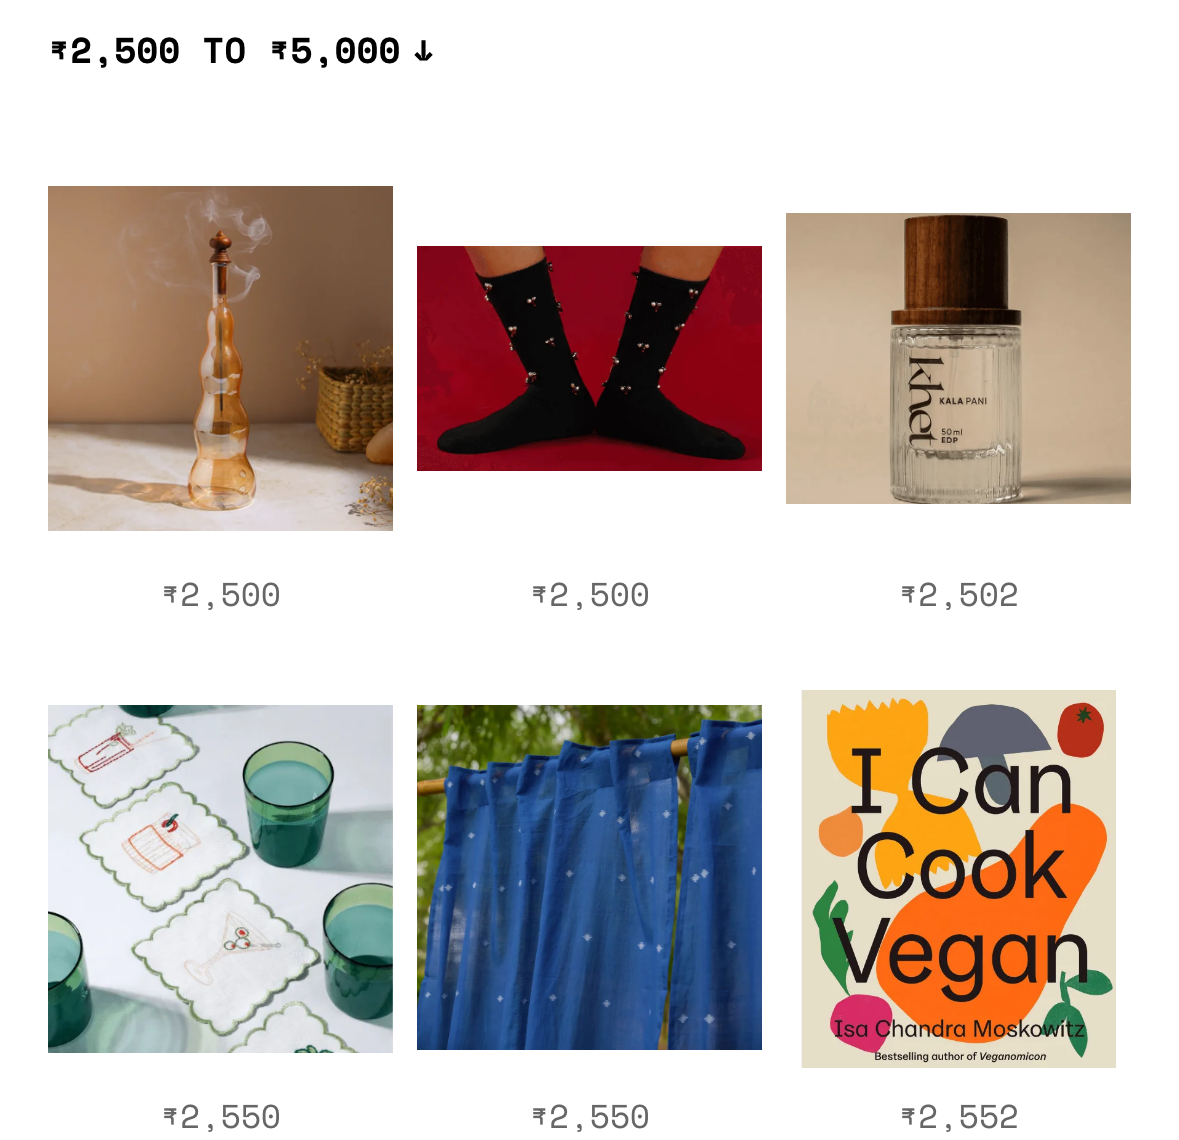 ₹2,500 TO ₹5,000 ↓
khet
KALA PANI
50ml
EDP
₹2,500
₹2,500
₹2,502
I Can
Cook
Vegan
Isa Chandra Moskowitz
Bestselling author of Veganomicon
₹2,550
₹2,550
₹2,552